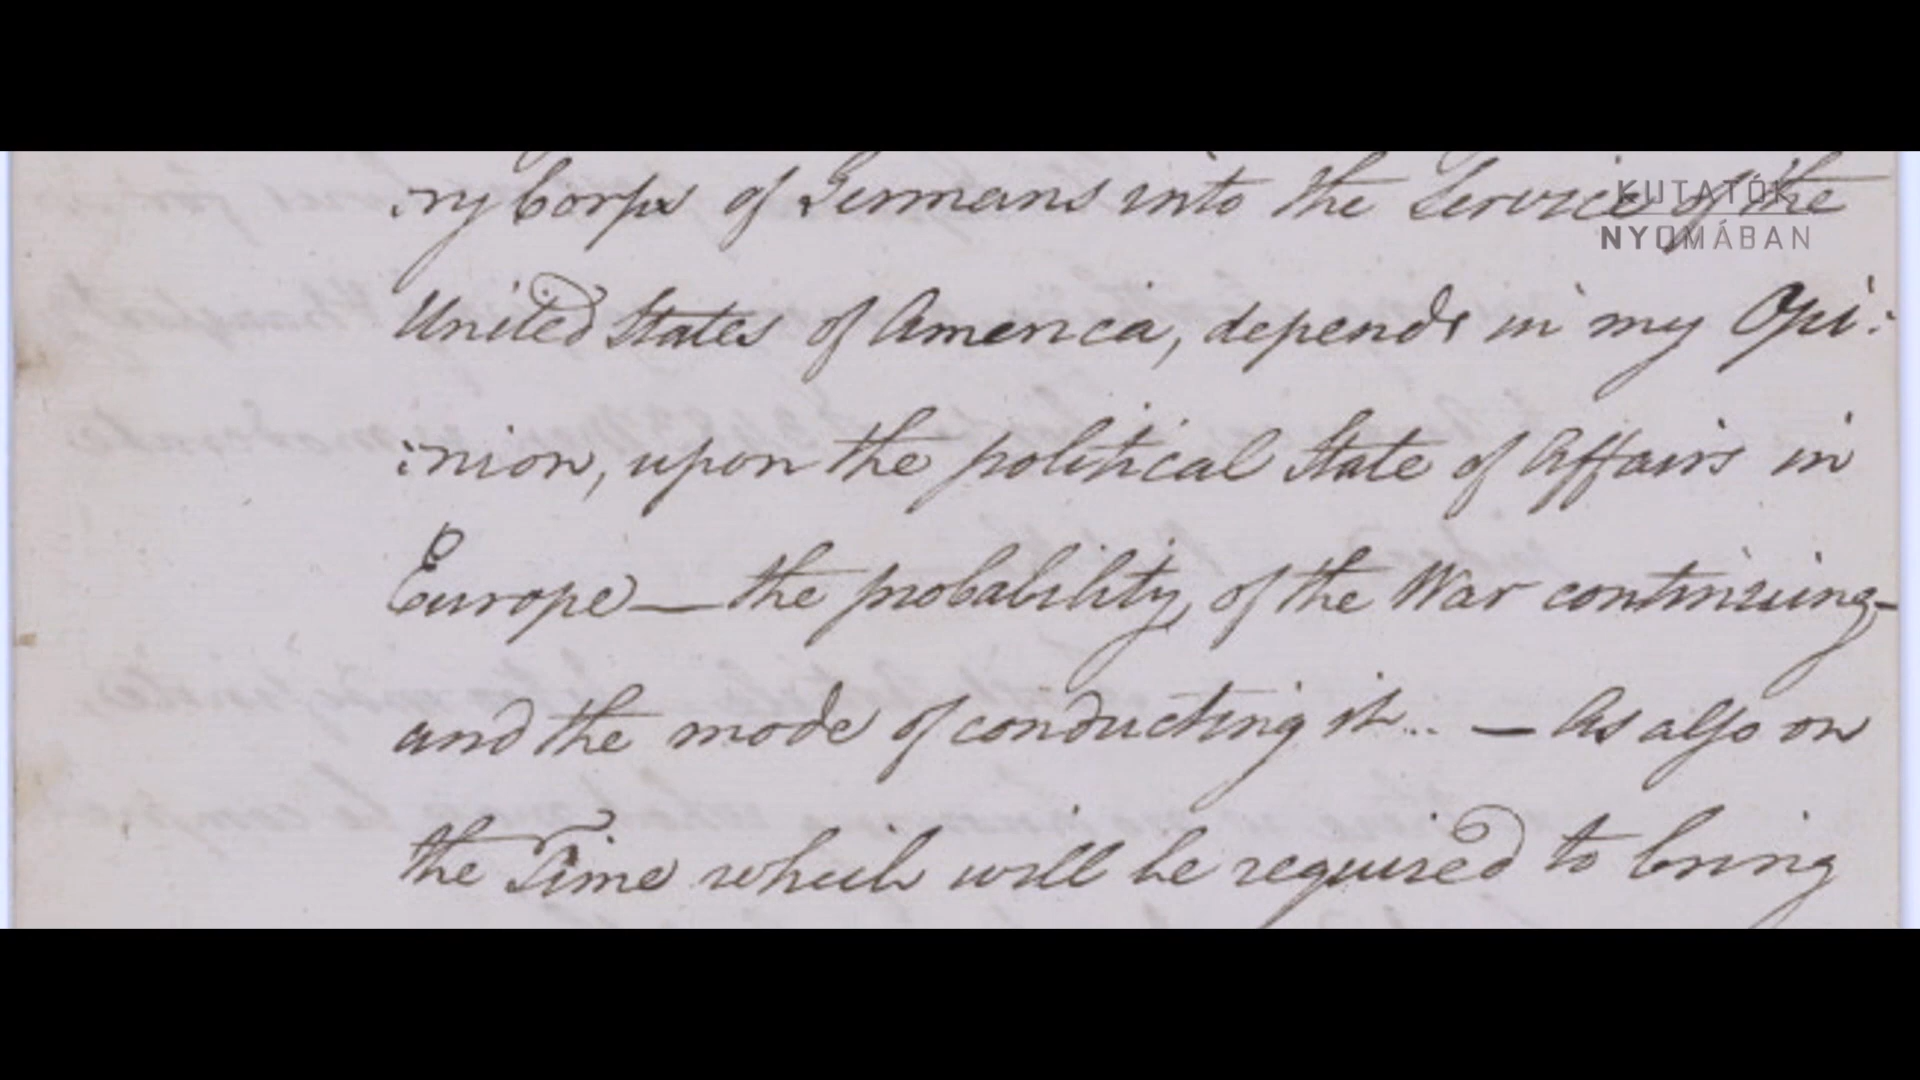 :ry Corps of Germans into the Service of the
KUTATÓK
NYOMÁBAN
United States of America, depends in my Opi:
:nion, upon the political State of Affairs in
Europe — the probability of the War continuing –
and the mode of conducting it... — As also on
the Time which will be required to bring